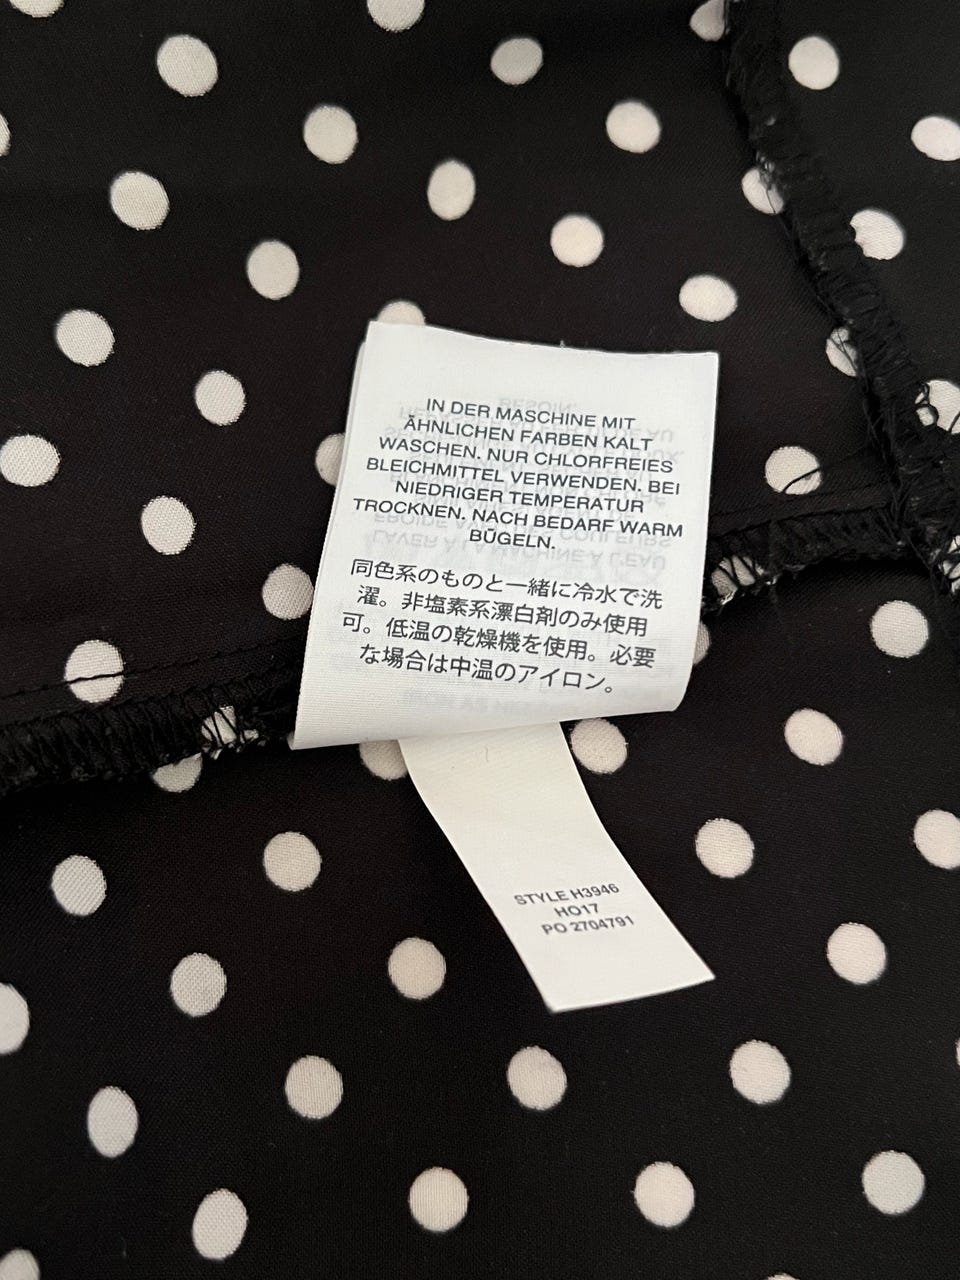 IN DER MASCHINE MIT
ÄHNLICHEN FARBEN KALT
WASCHEN. NUR CHLORFREIES
BLEICHMITTEL VERWENDEN. BEI
NIEDRIGER TEMPERATUR
TROCKNEN. NACH BEDARF WARM
BÜGELN.
同色系のものと一緒に冷水で洗
濯。非塩素系漂白剤のみ使用
可。低温の乾燥機を使用。必要
な場合は中温のアイロン。
STYLE H3946
HO17
PO 2704791